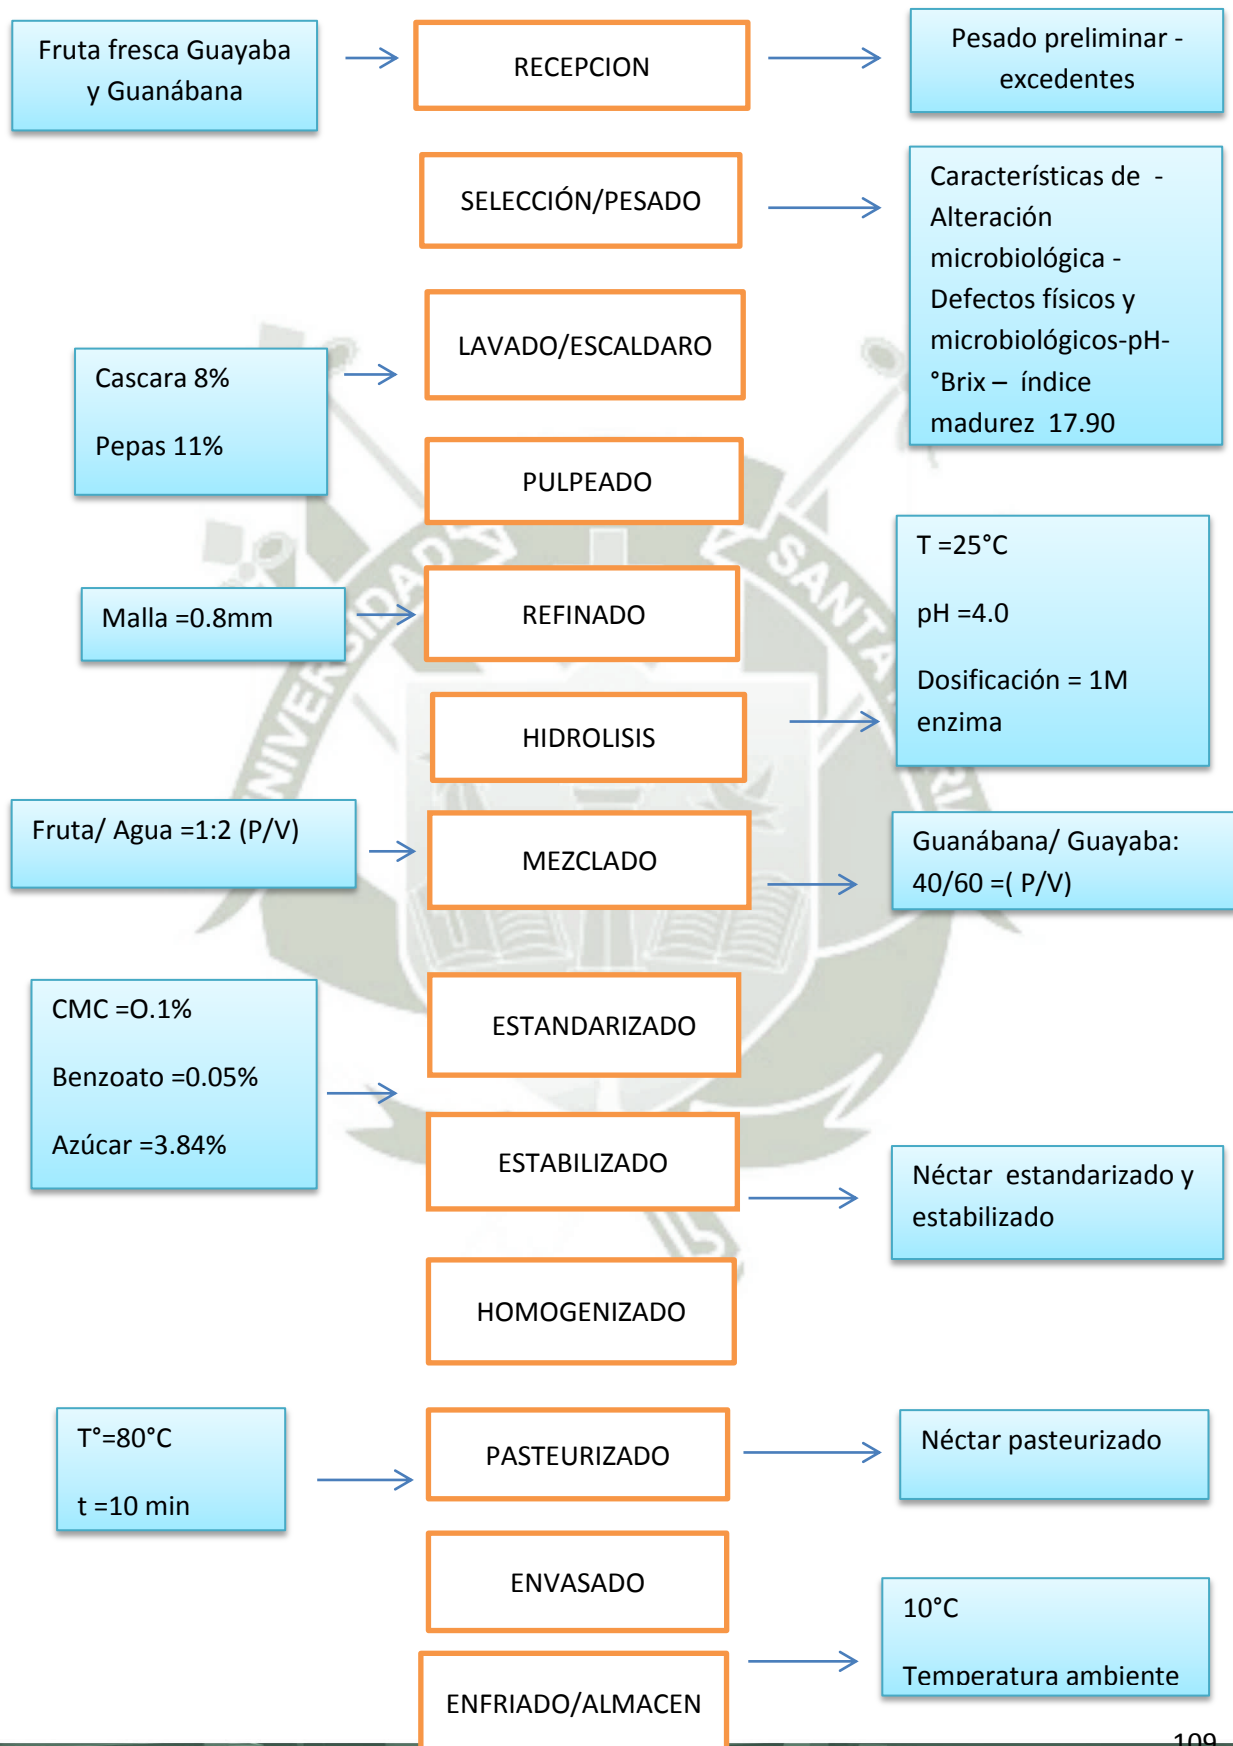 Fruta fresca Guayaba
y Guanábana
RECEPCION
Pesado preliminar -
excedentes
SELECCIÓN/PESADO
Características de -
Alteración
microbiológica -
Defectos físicos y
microbiológicos-pH-
°Brix – índice
madurez 17.90
LAVADO/ESCALDARO
Cascara 8%
Pepas 11%
PULPEADO
T =25°C
pH =4.0
Dosificación = 1M
enzima
Malla =0.8mm
REFINADO
HIDROLISIS
Fruta/ Agua =1:2 (P/V)
MEZCLADO
Guanábana/ Guayaba:
40/60 =( P/V)
CMC =O.1%
Benzoato =0.05%
Azúcar =3.84%
ESTANDARIZADO
ESTABILIZADO
Néctar estandarizado y
estabilizado
HOMOGENIZADO
T°=80°C
t =10 min
PASTEURIZADO
Néctar pasteurizado
ENVASADO
10°C
Temperatura ambiente
ENFRIADO/ALMACEN
109
UNIVERSIDAD
SANTA